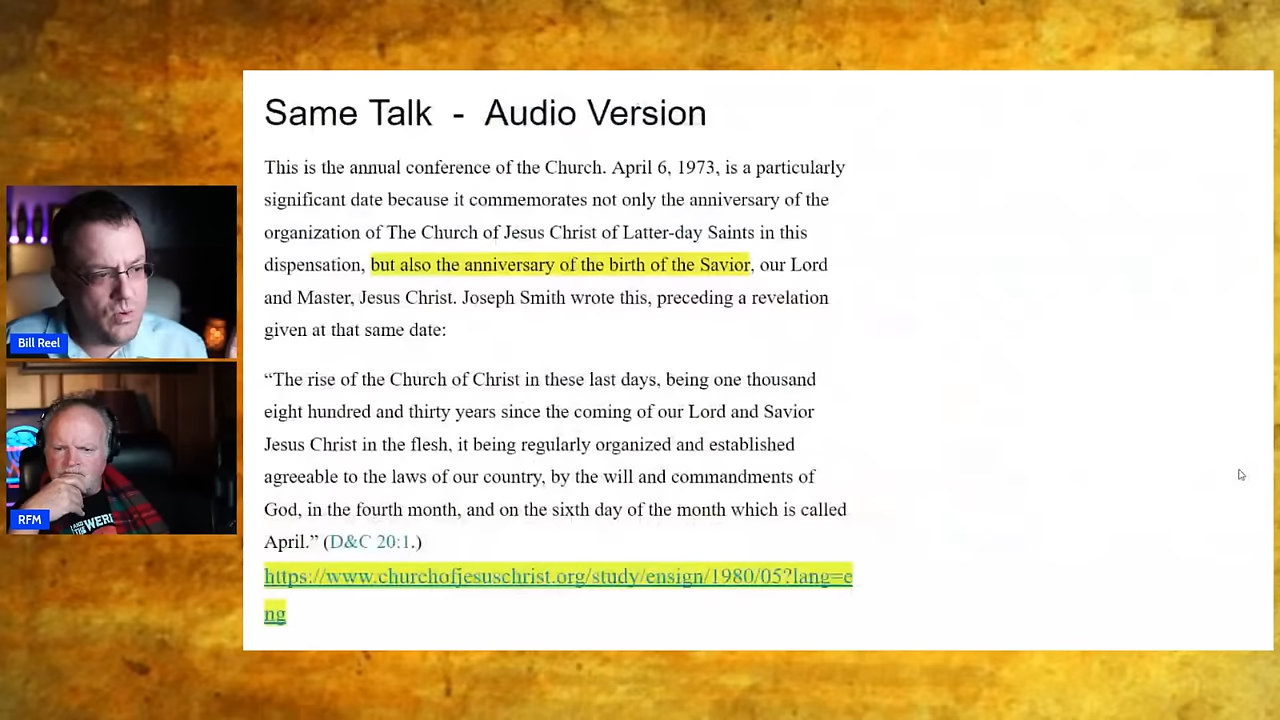 Same Talk - Audio Version
This is the annual conference of the Church. April 6, 1973, is a particularly
significant date because it commemorates not only the anniversary of the
organization of The Church of Jesus Christ of Latter-day Saints in this
dispensation, but also the anniversary of the birth of the Savior, our Lord
and Master, Jesus Christ. Joseph Smith wrote this, preceding a revelation
given at that same date:
“The rise of the Church of Christ in these last days, being one thousand
eight hundred and thirty years since the coming of our Lord and Savior
Jesus Christ in the flesh, it being regularly organized and established
agreeable to the laws of our country, by the will and commandments of
God, in the fourth month, and on the sixth day of the month which is called
April.” (D&C 20:1.)
https://www.churchofjesuschrist.org/study/ensign/1980/05?lang=e
ng
Bill Reel
RFM